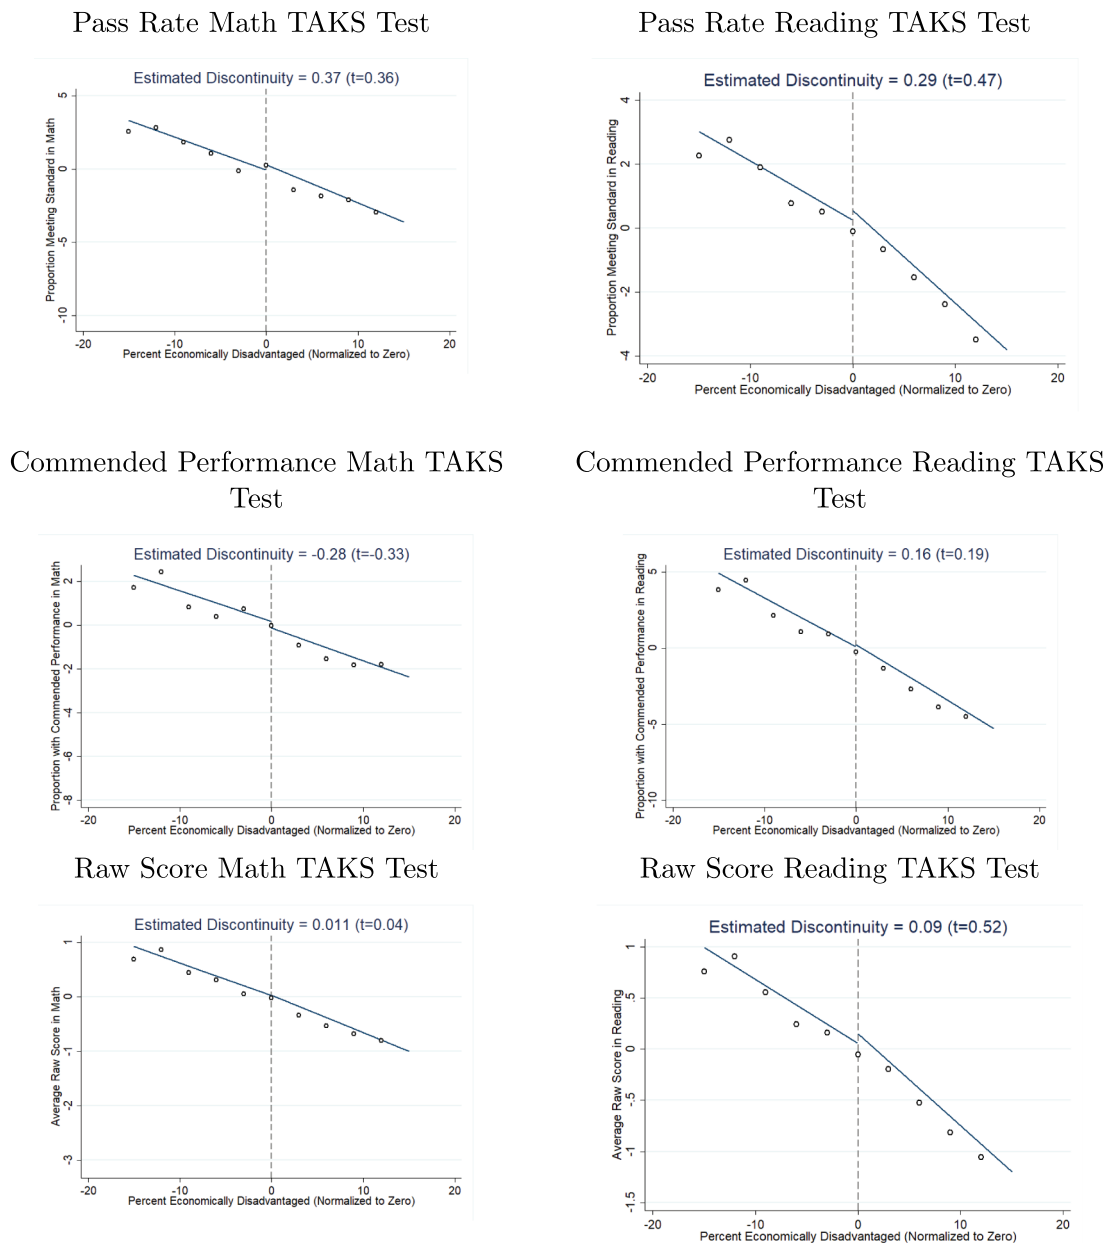 Pass Rate Math TAKS Test
Estimated Discontinuity = 0.37 (t=0.36)
Proportion Meeting Standard in Math
5
0
-5
-10
-20
-10
0
10
20
Percent Economically Disadvantaged (Normalized to Zero)
Pass Rate Reading TAKS Test
Estimated Discontinuity = 0.29 (t=0.47)
Proportion Meeting Standard in Reading
4
2
0
-2
-4
-20
-10
0
10
20
Percent Economically Disadvantaged (Normalized to Zero)
Commended Performance Math TAKS
Test
Estimated Discontinuity = -0.28 (t=-0.33)
Proportion with Commended Performance in Math
2
0
-2
-4
-6
-8
-20
-10
0
10
20
Percent Economically Disadvantaged (Normalized to Zero)
Commended Performance Reading TAKS
Test
Estimated Discontinuity = 0.16 (t=0.19)
Proportion with Commended Performance in Reading
5
0
-5
-10
-20
-10
0
10
20
Percent Economically Disadvantaged (Normalized to Zero)
Raw Score Math TAKS Test
Estimated Discontinuity = 0.011 (t=0.04)
Average Raw Score in Math
1
0
-1
-2
-3
-20
-10
0
10
20
Percent Economically Disadvantaged (Normalized to Zero)
Raw Score Reading TAKS Test
Estimated Discontinuity = 0.09 (t=0.52)
Average Raw Score in Reading
1
.5
0
-.5
-1
-1.5
-20
-10
0
10
20
Percent Economically Disadvantaged (Normalized to Zero)